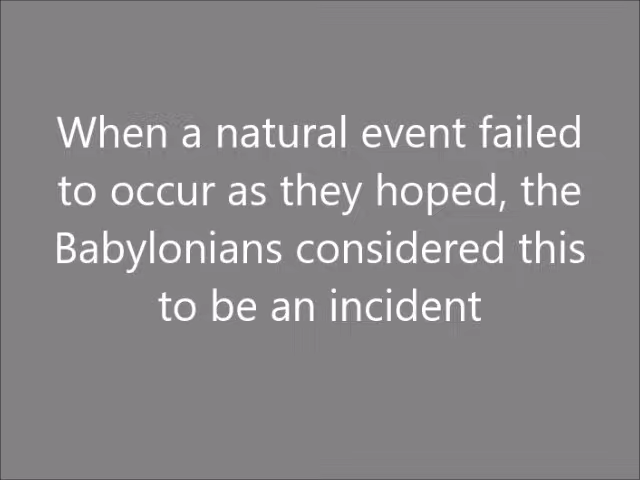 When a natural event failed
to occur as they hoped, the
Babylonians considered this
to be an incident